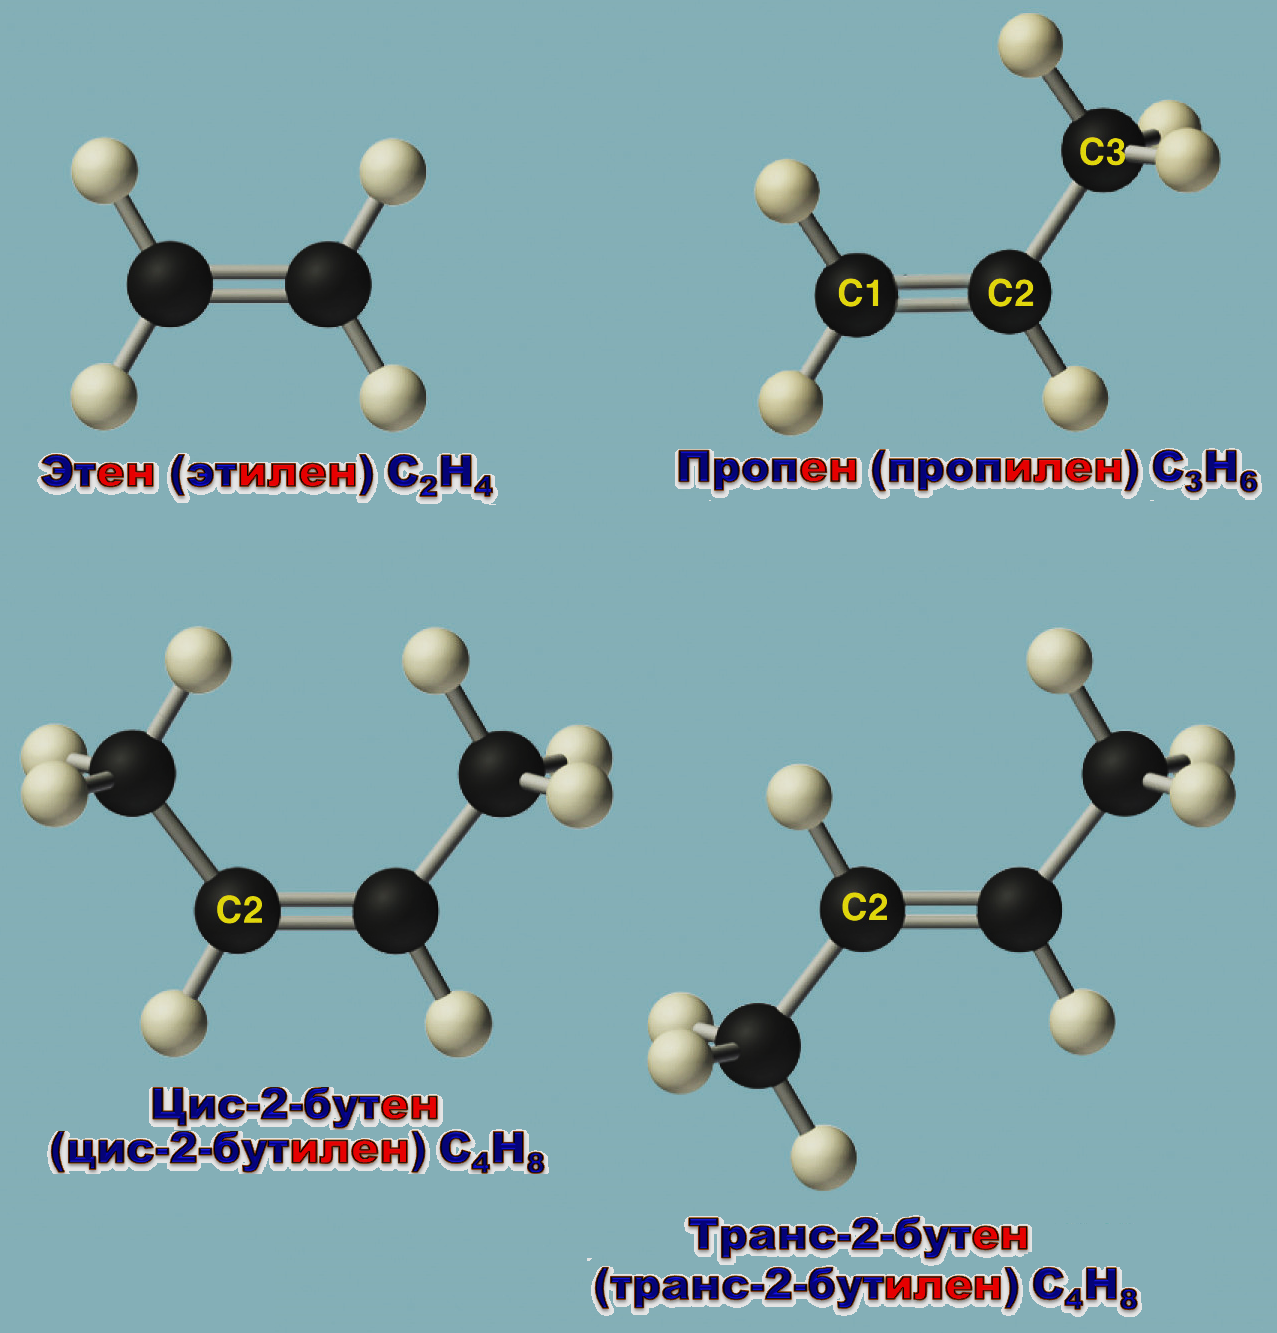 C3
C1
C2
Этен (этилен) C₂H₄
Пропен (пропилен) C₃H₆
C2
C2
Цис-2-бутен
(цис-2-бутилен) C₄H₈
Транс-2-бутен
(транс-2-бутилен) C₄H₈